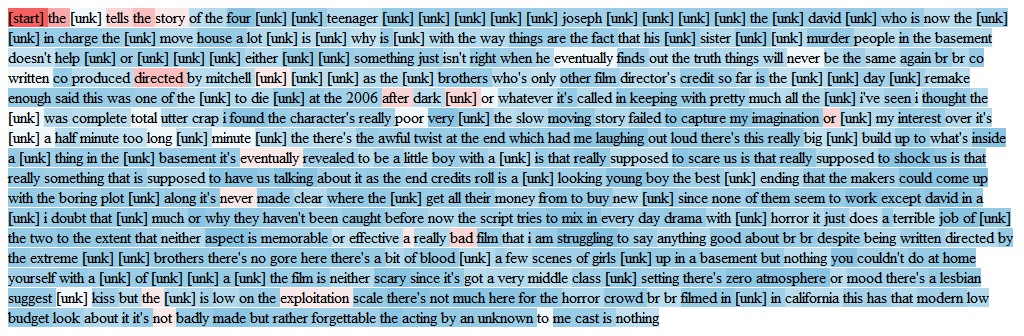 [start] the [unk] tells the story of the four [unk] [unk] teenager [unk] [unk] [unk] [unk] [unk] joseph [unk] [unk] [unk] the [unk] david [unk] who is now the [unk]
[unk] in charge the [unk] move house a lot [unk] is [unk] why is [unk] with the way things are the fact that his [unk] sister [unk] [unk] murder people in the basement
doesn't help [unk] or [unk] [unk] [unk] either [unk] [unk] something just isn't right when he eventually finds out the truth things will never be the same again br br co
written co produced directed by mitchell [unk] [unk] [unk] as the [unk] brothers who's only other film director's credit so far is the [unk] [unk] day [unk] remake
enough said this was one of the [unk] to die [unk] at the 2006 after dark [unk] or whatever it's called in keeping with pretty much all the [unk] i've seen i thought the
[unk] was complete total utter crap i found the character's really poor very [unk] the slow moving story failed to capture my imagination or [unk] my interest over it's
[unk] a half minute too long [unk] minute [unk] the there's the awful twist at the end which had me laughing out loud there's this really big [unk] build up to what's inside
a [unk] thing in the [unk] basement it's eventually revealed to be a little boy with a [unk] is that really supposed to scare us is that really supposed to shock us is that
really something that is supposed to have us talking about it as the end credits roll is a [unk] looking young boy the best [unk] ending that the makers could come up
with the boring plot [unk] along it's never made clear where the [unk] get all their money from to buy new [unk] since none of them seem to work except david in a
[unk] i doubt that [unk] much or why they haven't been caught before now the script tries to mix in every day drama with [unk] horror it just does a terrible job of [unk]
the two to the extent that neither aspect is memorable or effective a really bad film that i am struggling to say anything good about br br despite being written directed by
the extreme [unk] brothers there's no gore here there's a bit of blood [unk] a few scenes of girls [unk] up in a basement but nothing you couldn't do at home
yourself with a [unk] of [unk] [unk] a [unk] the film is neither scary since it's got a very middle class [unk] setting there's zero atmosphere or mood there's a lesbian
suggest [unk] kiss but the [unk] is low on the exploitation scale there's not much here for the horror crowd br br filmed in [unk] in california this has that modern low
budget look about it it's not badly made but rather forgettable the acting by an unknown to me cast is nothing